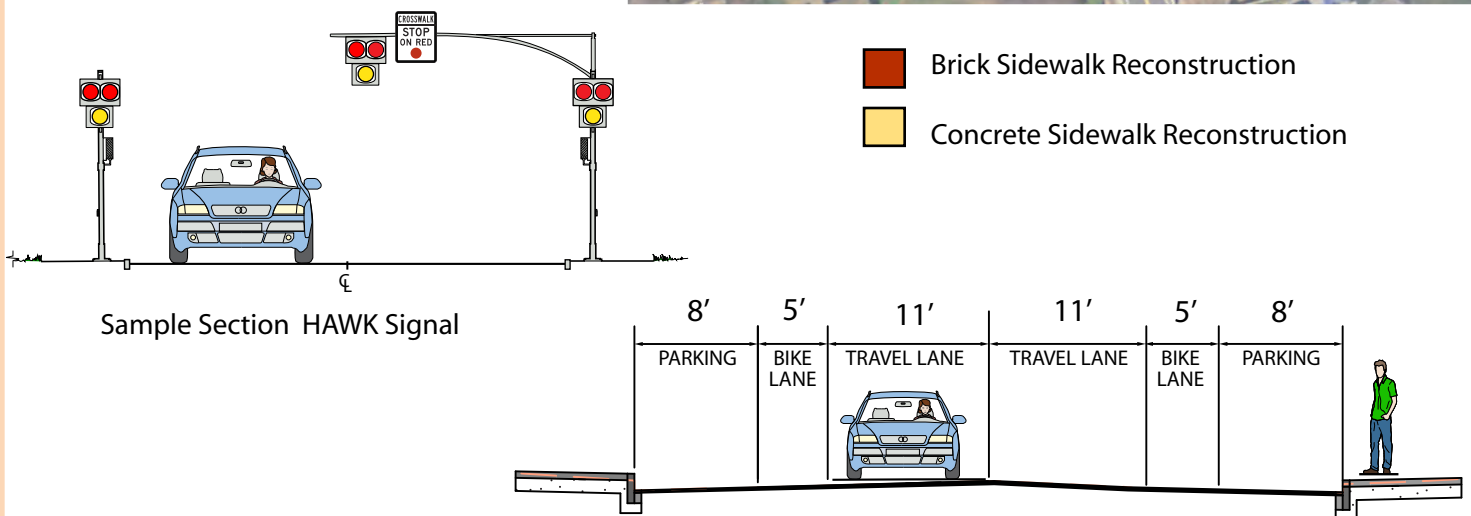 CROSSWALK
STOP
ON RED
Brick Sidewalk Reconstruction
Concrete Sidewalk Reconstruction
℄
Sample Section HAWK Signal
8’ 5’ 11’ 11’ 5’ 8’
PARKING BIKE TRAVEL LANE TRAVEL LANE BIKE PARKING
LANE LANE